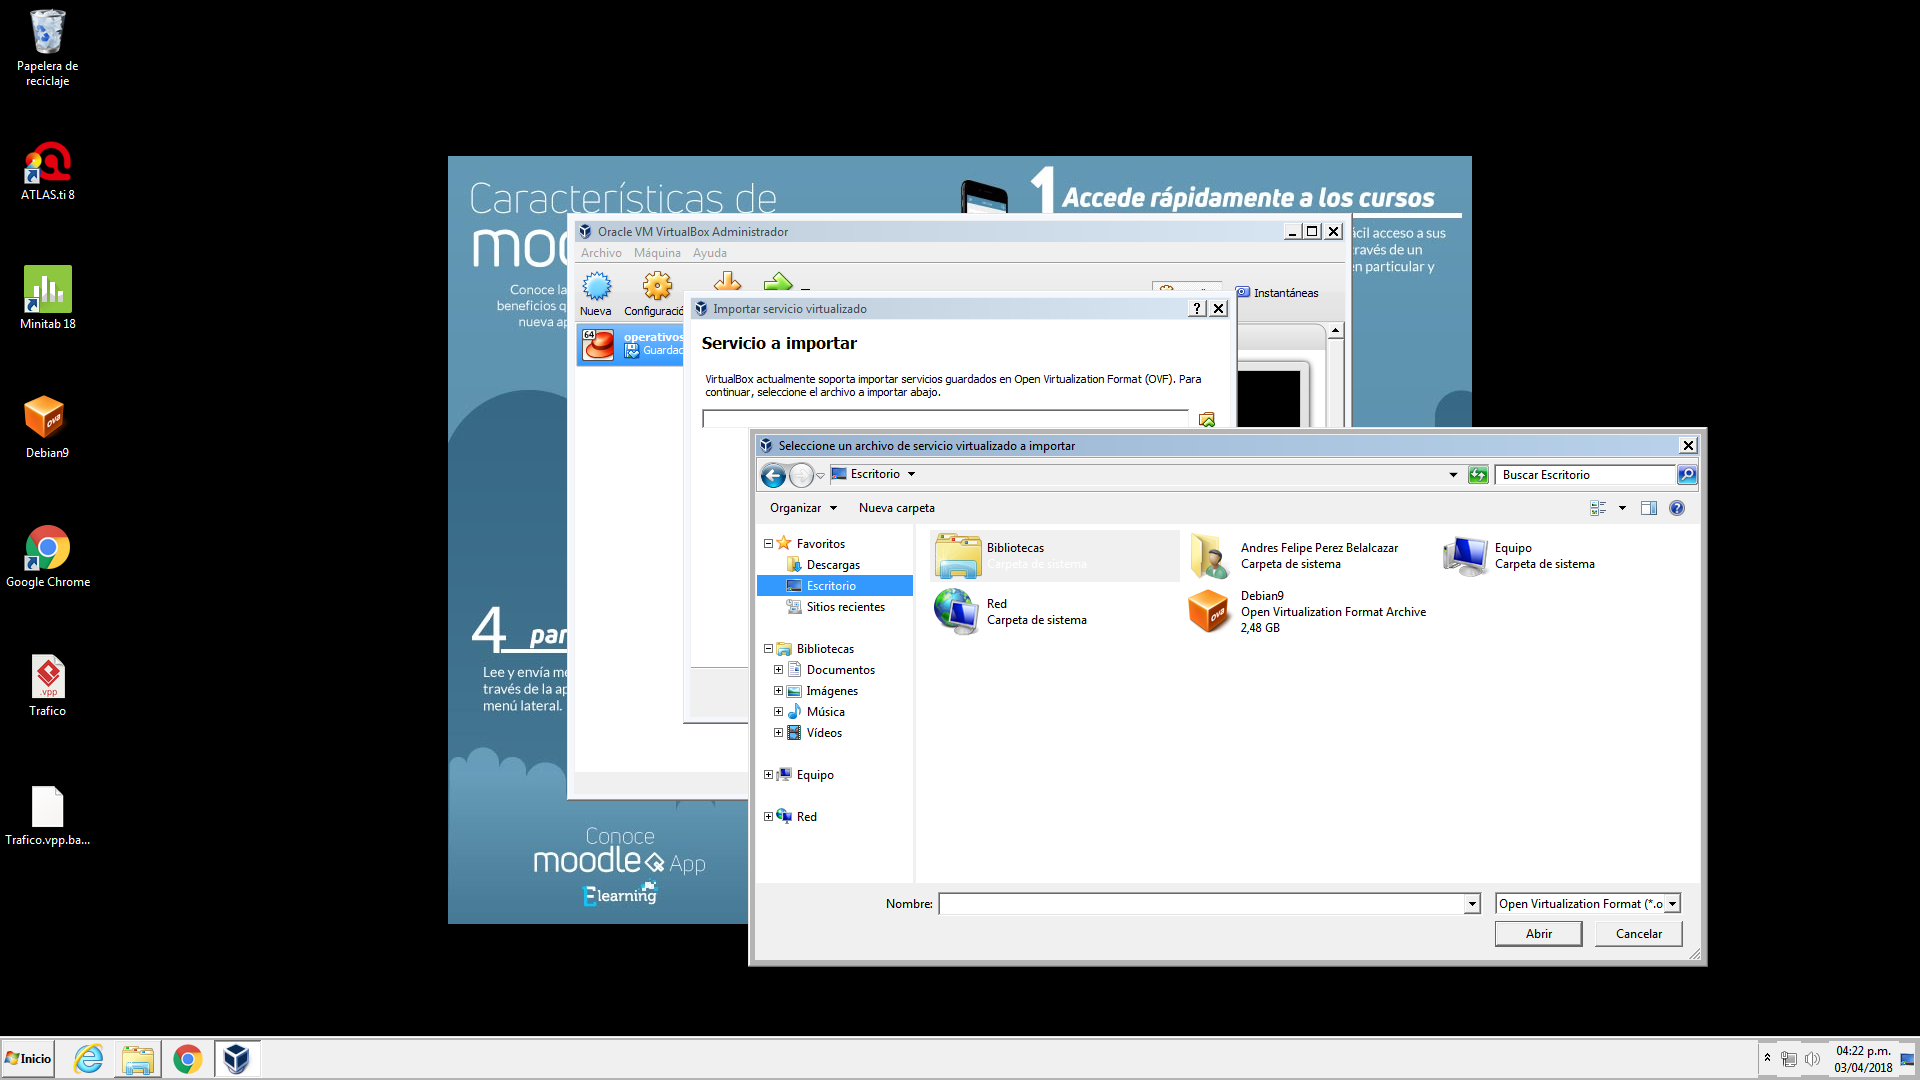 Papelera de
reciclaje
ATLAS.ti 8
Minitab 18
ova
Debian9
Google Chrome
.vpp
Trafico
Trafico.vpp.ba...
Características de
Conoce la
beneficios q
nueva ap
1 Accede rápidamente a los cursos
ácil acceso a sus
ravés de un
en particular y
4 par
Lee y envía me
través de la ap
menú lateral.
Conoce
moodle App
Elearning
Oracle VM VirtualBox Administrador
Archivo Máquina Ayuda
Nueva
Configuració
Instantáneas
64
operativos
Guardad
Importar servicio virtualizado
?
Servicio a importar
VirtualBox actualmente soporta importar servicios guardados en Open Virtualization Format (OVF). Para
continuar, seleccione el archivo a importar abajo.
Seleccione un archivo de servicio virtualizado a importar
Escritorio
Buscar Escritorio
Organizar
Nueva carpeta
Favoritos
Descargas
Escritorio
Sitios recientes
Bibliotecas
Documentos
Imágenes
Música
Vídeos
Equipo
Red
Bibliotecas
Carpeta de sistema
Andres Felipe Perez Belalcazar
Carpeta de sistema
Equipo
Carpeta de sistema
Red
Carpeta de sistema
ova
Debian9
Open Virtualization Format Archive
2,48 GB
Nombre:
Open Virtualization Format (*.o
Abrir
Cancelar
Inicio
04:22 p.m.
03/04/2018